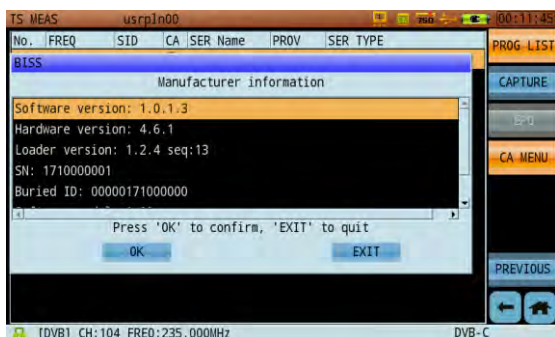 TS MEAS usrpln00 750 00:11:45
No. FREQ SID CA SER Name PROV SER TYPE
PROG LIST
BISS
Manufacturer information
CAPTURE
Software version: 1.0.1.3
Hardware version: 4.6.1
EPG
Loader version: 1.2.4 seq:13
CA MENU
SN: 1710000001
Buried ID: 00000171000000
Press 'OK' to confirm, 'EXIT' to quit
OK EXIT
PREVIOUS
[DVB] CH:104 FREQ:235.000MHz DVB-C